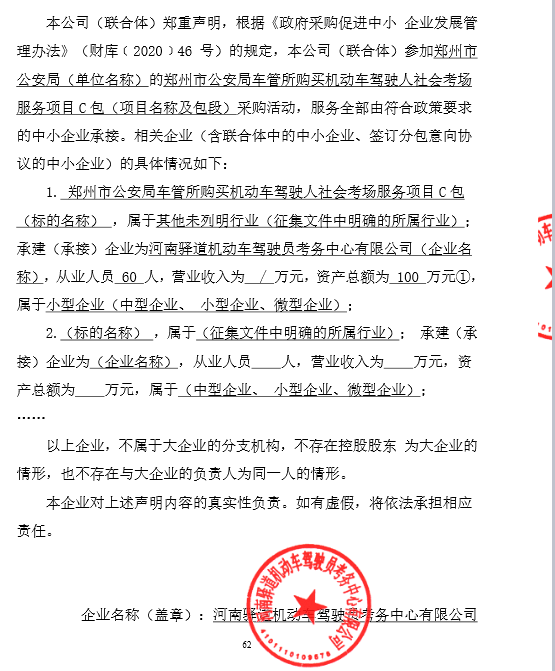 本公司（联合体）郑重声明，根据《政府采购促进中小 企业发展管
理办法》（财库﹝2020﹞46 号）的规定，本公司（联合体）参加郑州市
公安局（单位名称）的郑州市公安局车管所购买机动车驾驶人社会考场
服务项目C包（项目名称及包段）采购活动，服务全部由符合政策要求
的中小企业承接。相关企业（含联合体中的中小企业、签订分包意向协
议的中小企业）的具体情况如下：
1. 郑州市公安局车管所购买机动车驾驶人社会考场服务项目C包
（标的名称） ，属于其他未列明行业（征集文件中明确的所属行业）；
承建（承接）企业为河南驿道机动车驾驶员考务中心有限公司（企业名
称），从业人员 60 人，营业收入为 / 万元，资产总额为 100 万元①，
属于小型企业（中型企业、 小型企业、微型企业）；
2.（标的名称） ，属于（征集文件中明确的所属行业）； 承建（承
接）企业为（企业名称），从业人员____人，营业收入为____万元，资
产总额为____万元，属于（中型企业、 小型企业、微型企业）；
……
以上企业，不属于大企业的分支机构，不存在控股股东 为大企业的
情形，也不存在与大企业的负责人为同一人的情形。
本企业对上述声明内容的真实性负责。如有虚假，将依法承担相应
责任。
河南驿道机动车驾驶员考务中心有限公司
企业名称（盖章）：河南驿道机动车驾驶员考务中心有限公司
4101110109676
62